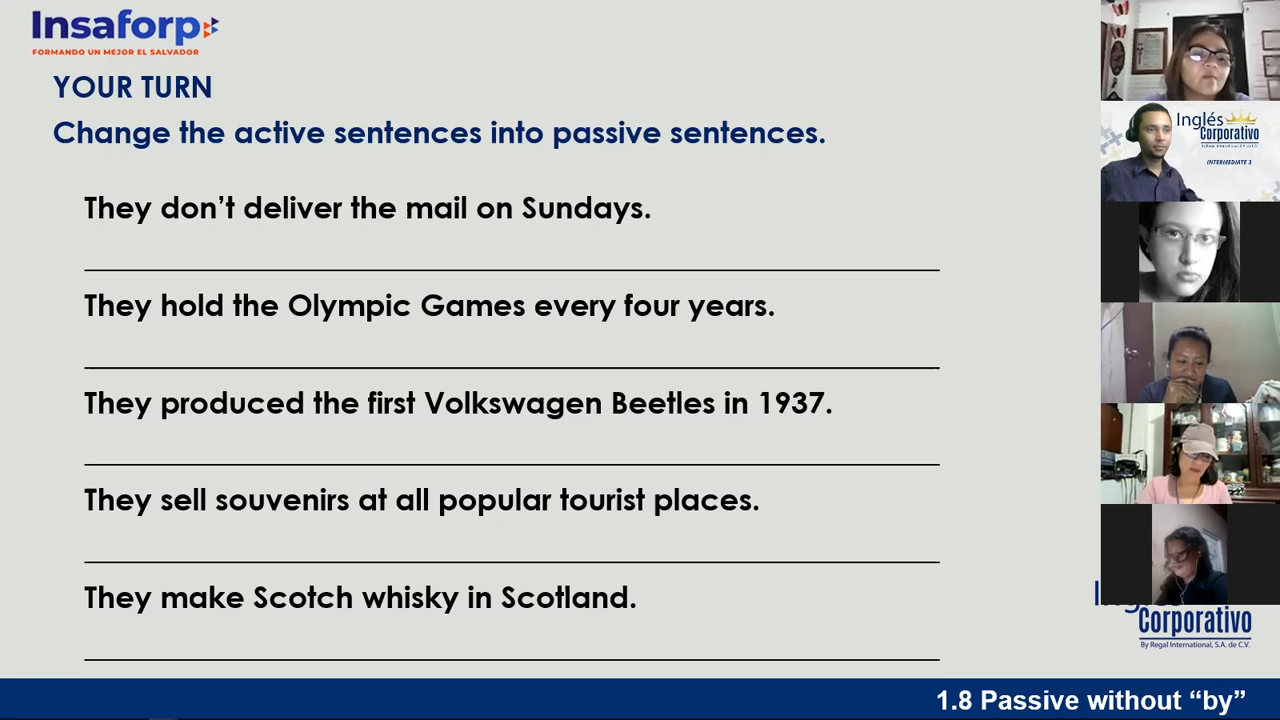 Insaforp
FORMANDO UN MEJOR EL SALVADOR
YOUR TURN
Change the active sentences into passive sentences.
They don’t deliver the mail on Sundays.
They hold the Olympic Games every four years.
They produced the first Volkswagen Beetles in 1937.
They sell souvenirs at all popular tourist places.
They make Scotch whisky in Scotland.
Inglés
Corporativo
INTERMEDIATE 3
Corporativo
By Regal International, S.A. de C.V.
1.8 Passive without “by”